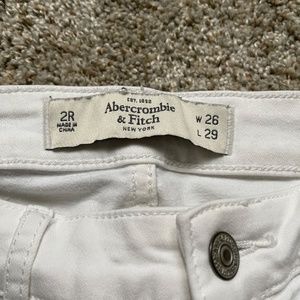 EST. 1892
Abercrombie
& Fitch
NEW YORK
2R
MADE IN
CHINA
W 26
L 29